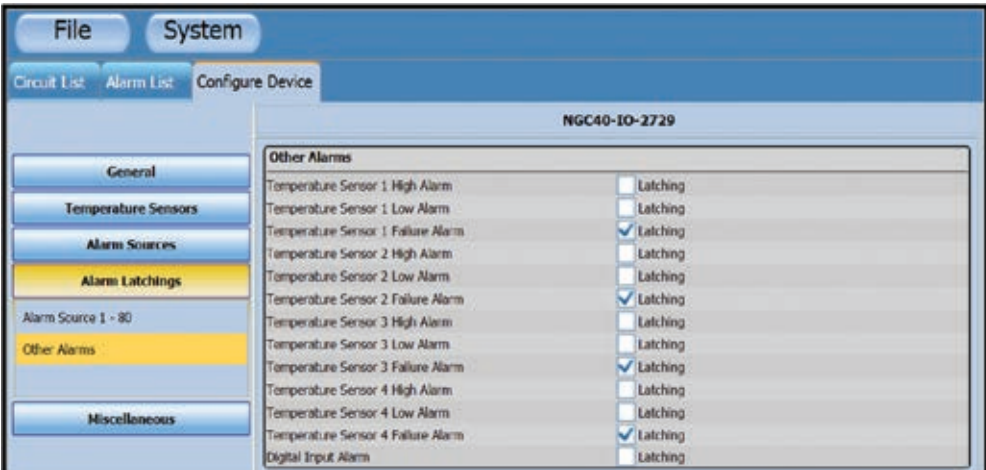 File System
Circuit List Alarm List Configure Device
NGC40-IO-2729
General
Temperature Sensors
Alarm Sources
Alarm Latchings
Alarm Source 1 - 80
Other Alarms
Miscellaneous
Other Alarms
Temperature Sensor 1 High Alarm Latching
Temperature Sensor 1 Low Alarm Latching
Temperature Sensor 1 Failure Alarm Latching
Temperature Sensor 2 High Alarm Latching
Temperature Sensor 2 Low Alarm Latching
Temperature Sensor 2 Failure Alarm Latching
Temperature Sensor 3 High Alarm Latching
Temperature Sensor 3 Low Alarm Latching
Temperature Sensor 3 Failure Alarm Latching
Temperature Sensor 4 High Alarm Latching
Temperature Sensor 4 Low Alarm Latching
Temperature Sensor 4 Failure Alarm Latching
Digital Input Alarm Latching